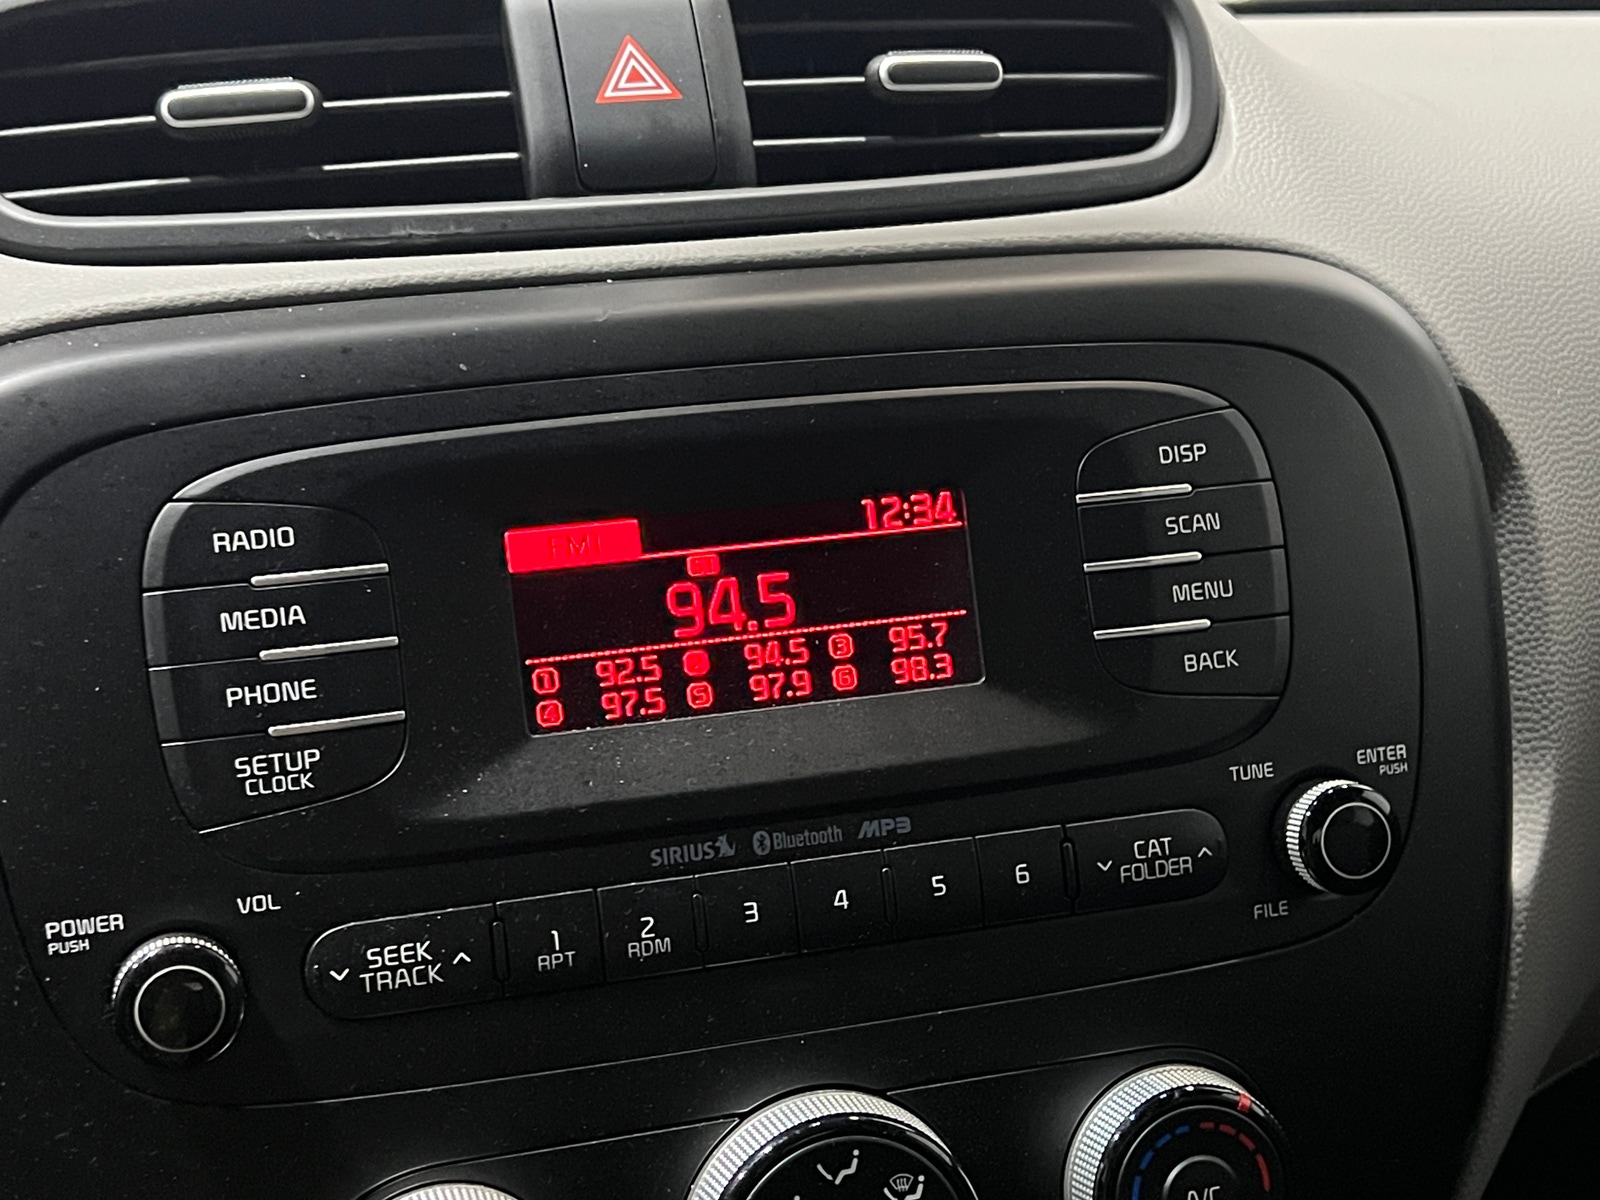 RADIO
MEDIA
PHONE
SETUP
CLOCK
FM1
12:34
94.5
1 92.5 2 94.5 3 95.7
4 97.5 5 97.9 6 98.3
DISP
SCAN
MENU
BACK
TUNE
ENTER
PUSH
FILE
SIRIUS Bluetooth MP3
POWER
PUSH
VOL
SEEK
TRACK
1
RPT
2
RDM
3
4
5
6
CAT
FOLDER
A/C